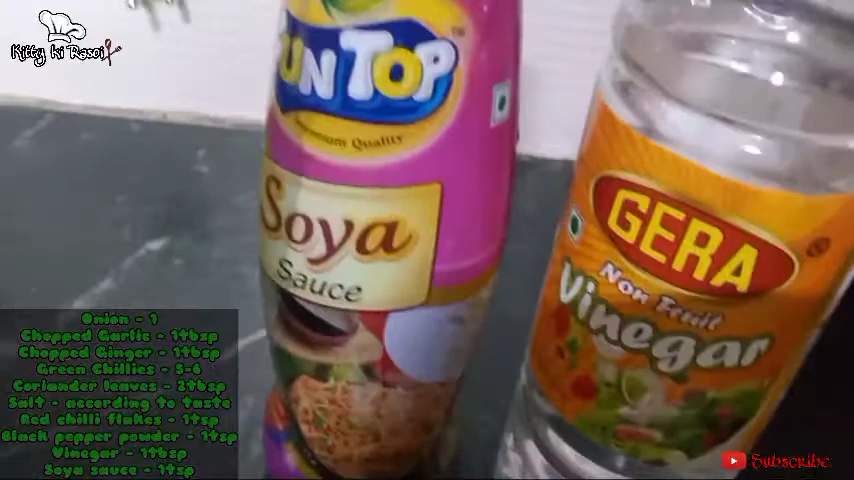 Kitty ki Rasoi
FUN TOP
Premium Quality
Soya
Sauce
GERA
Non Fruit
Vinegar
Onion - 1
Chopped Garlic - 1tbsp
Chopped Ginger - 1tbsp
Green Chillies - 5-6
Coriander leaves - 2tbsp
Salt - according to taste
Red chilli flakes - 1tsp
Black pepper powder - 1tsp
Vinegar - 1tbsp
Soya sauce - 1tsp
Subscribe